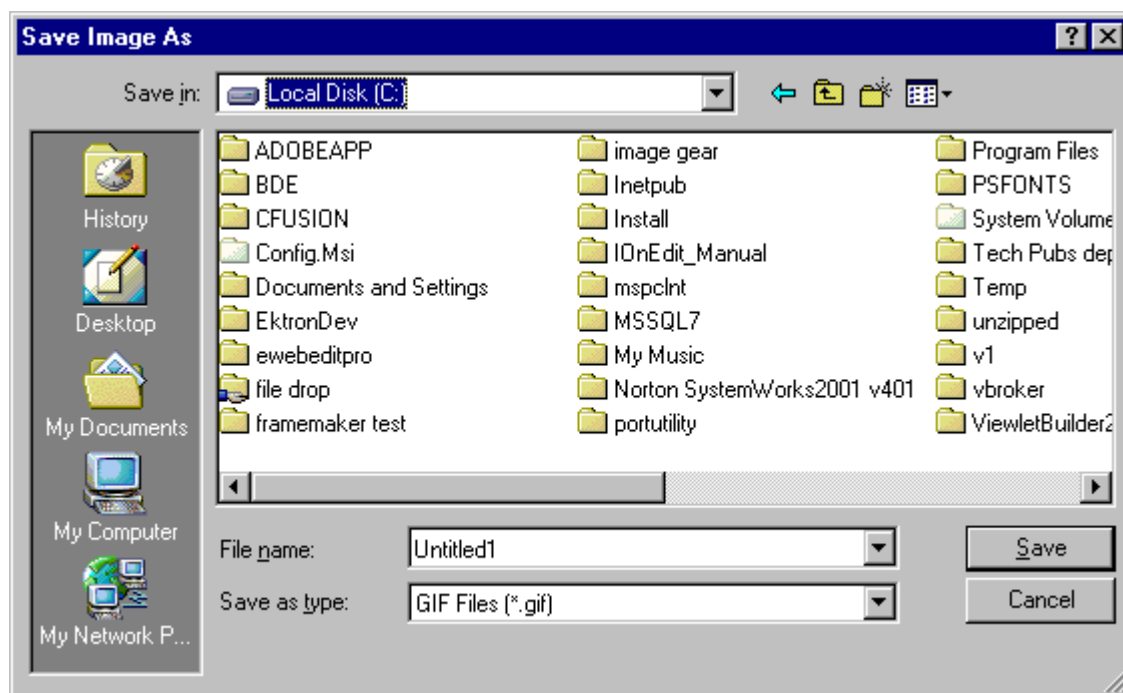 Save Image As
Save in:
Local Disk (C:)
History
Desktop
My Documents
My Computer
My Network P...
ADOBEAPP
BDE
CFUSION
Config.Msi
Documents and Settings
EktronDev
ewebeditpro
file drop
framemaker test
image gear
Inetpub
Install
IOnEdit_Manual
mspclnt
MSSQL7
My Music
Norton SystemWorks2001 v401
portutility
Program Files
PSFONTS
System Volume
Tech Pubs dep
Temp
unzipped
v1
vbroker
ViewletBuilder2
File name:
Untitled1
Save
Save as type:
GIF Files (*.gif)
Cancel